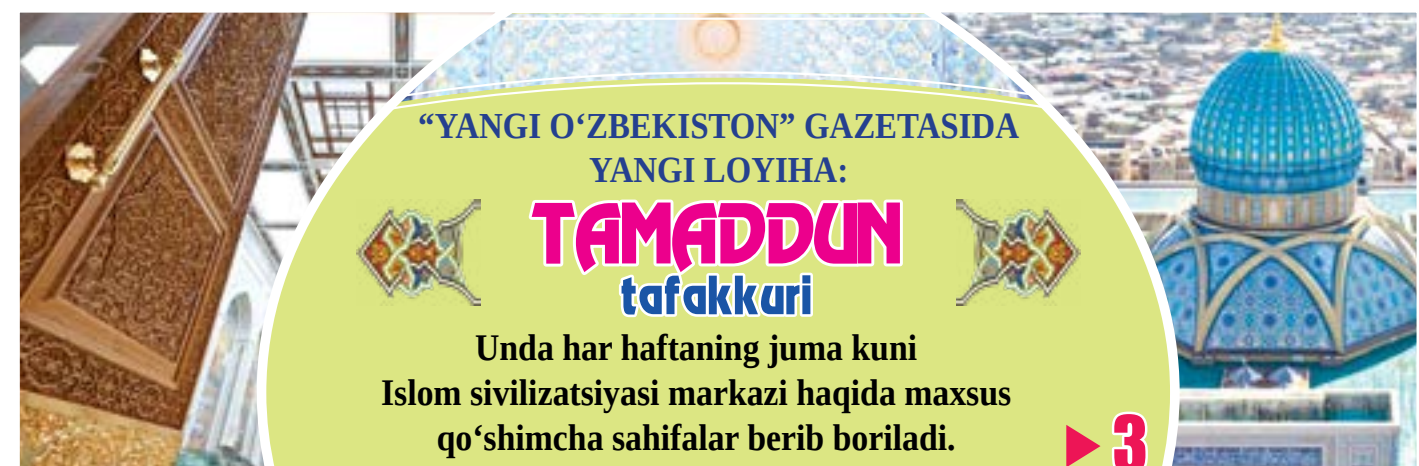 “YANGI O‘ZBEKISTON” GAZETASIDA
YANGI LOYIHA:
TAMADDUN
tafakkuri
Unda har haftaning juma kuni
Islom sivilizatsiyasi markazi haqida maxsus
qo‘shimcha sahifalar berib boriladi.
3